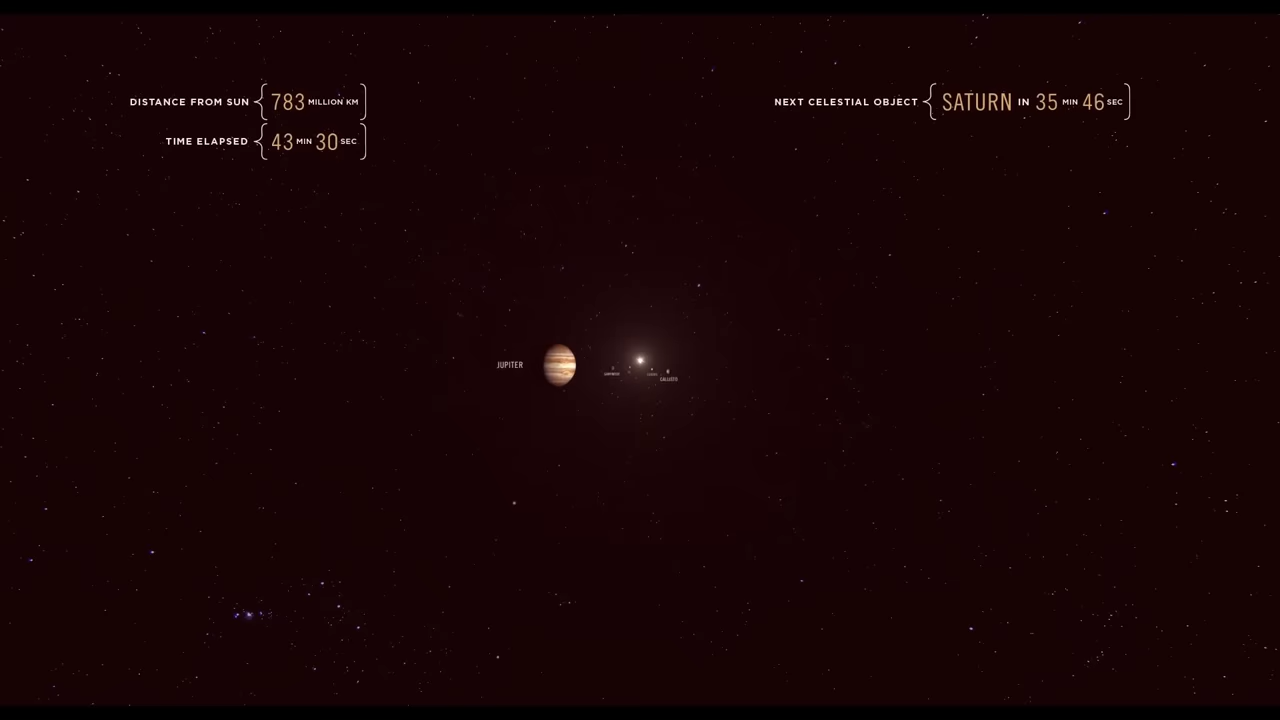 DISTANCE FROM SUN 783 MILLION KM
NEXT CELESTIAL OBJECT SATURN IN 35 MIN 46 SEC
TIME ELAPSED 43 MIN 30 SEC
JUPITER
CALLISTO